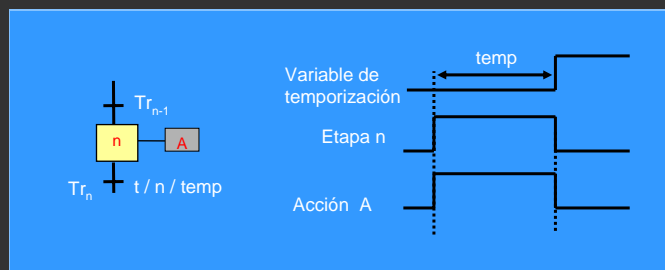 Tr n-1
n
A
Tr n
t / n / temp
temp
Variable de
temporización
Etapa n
Acción A